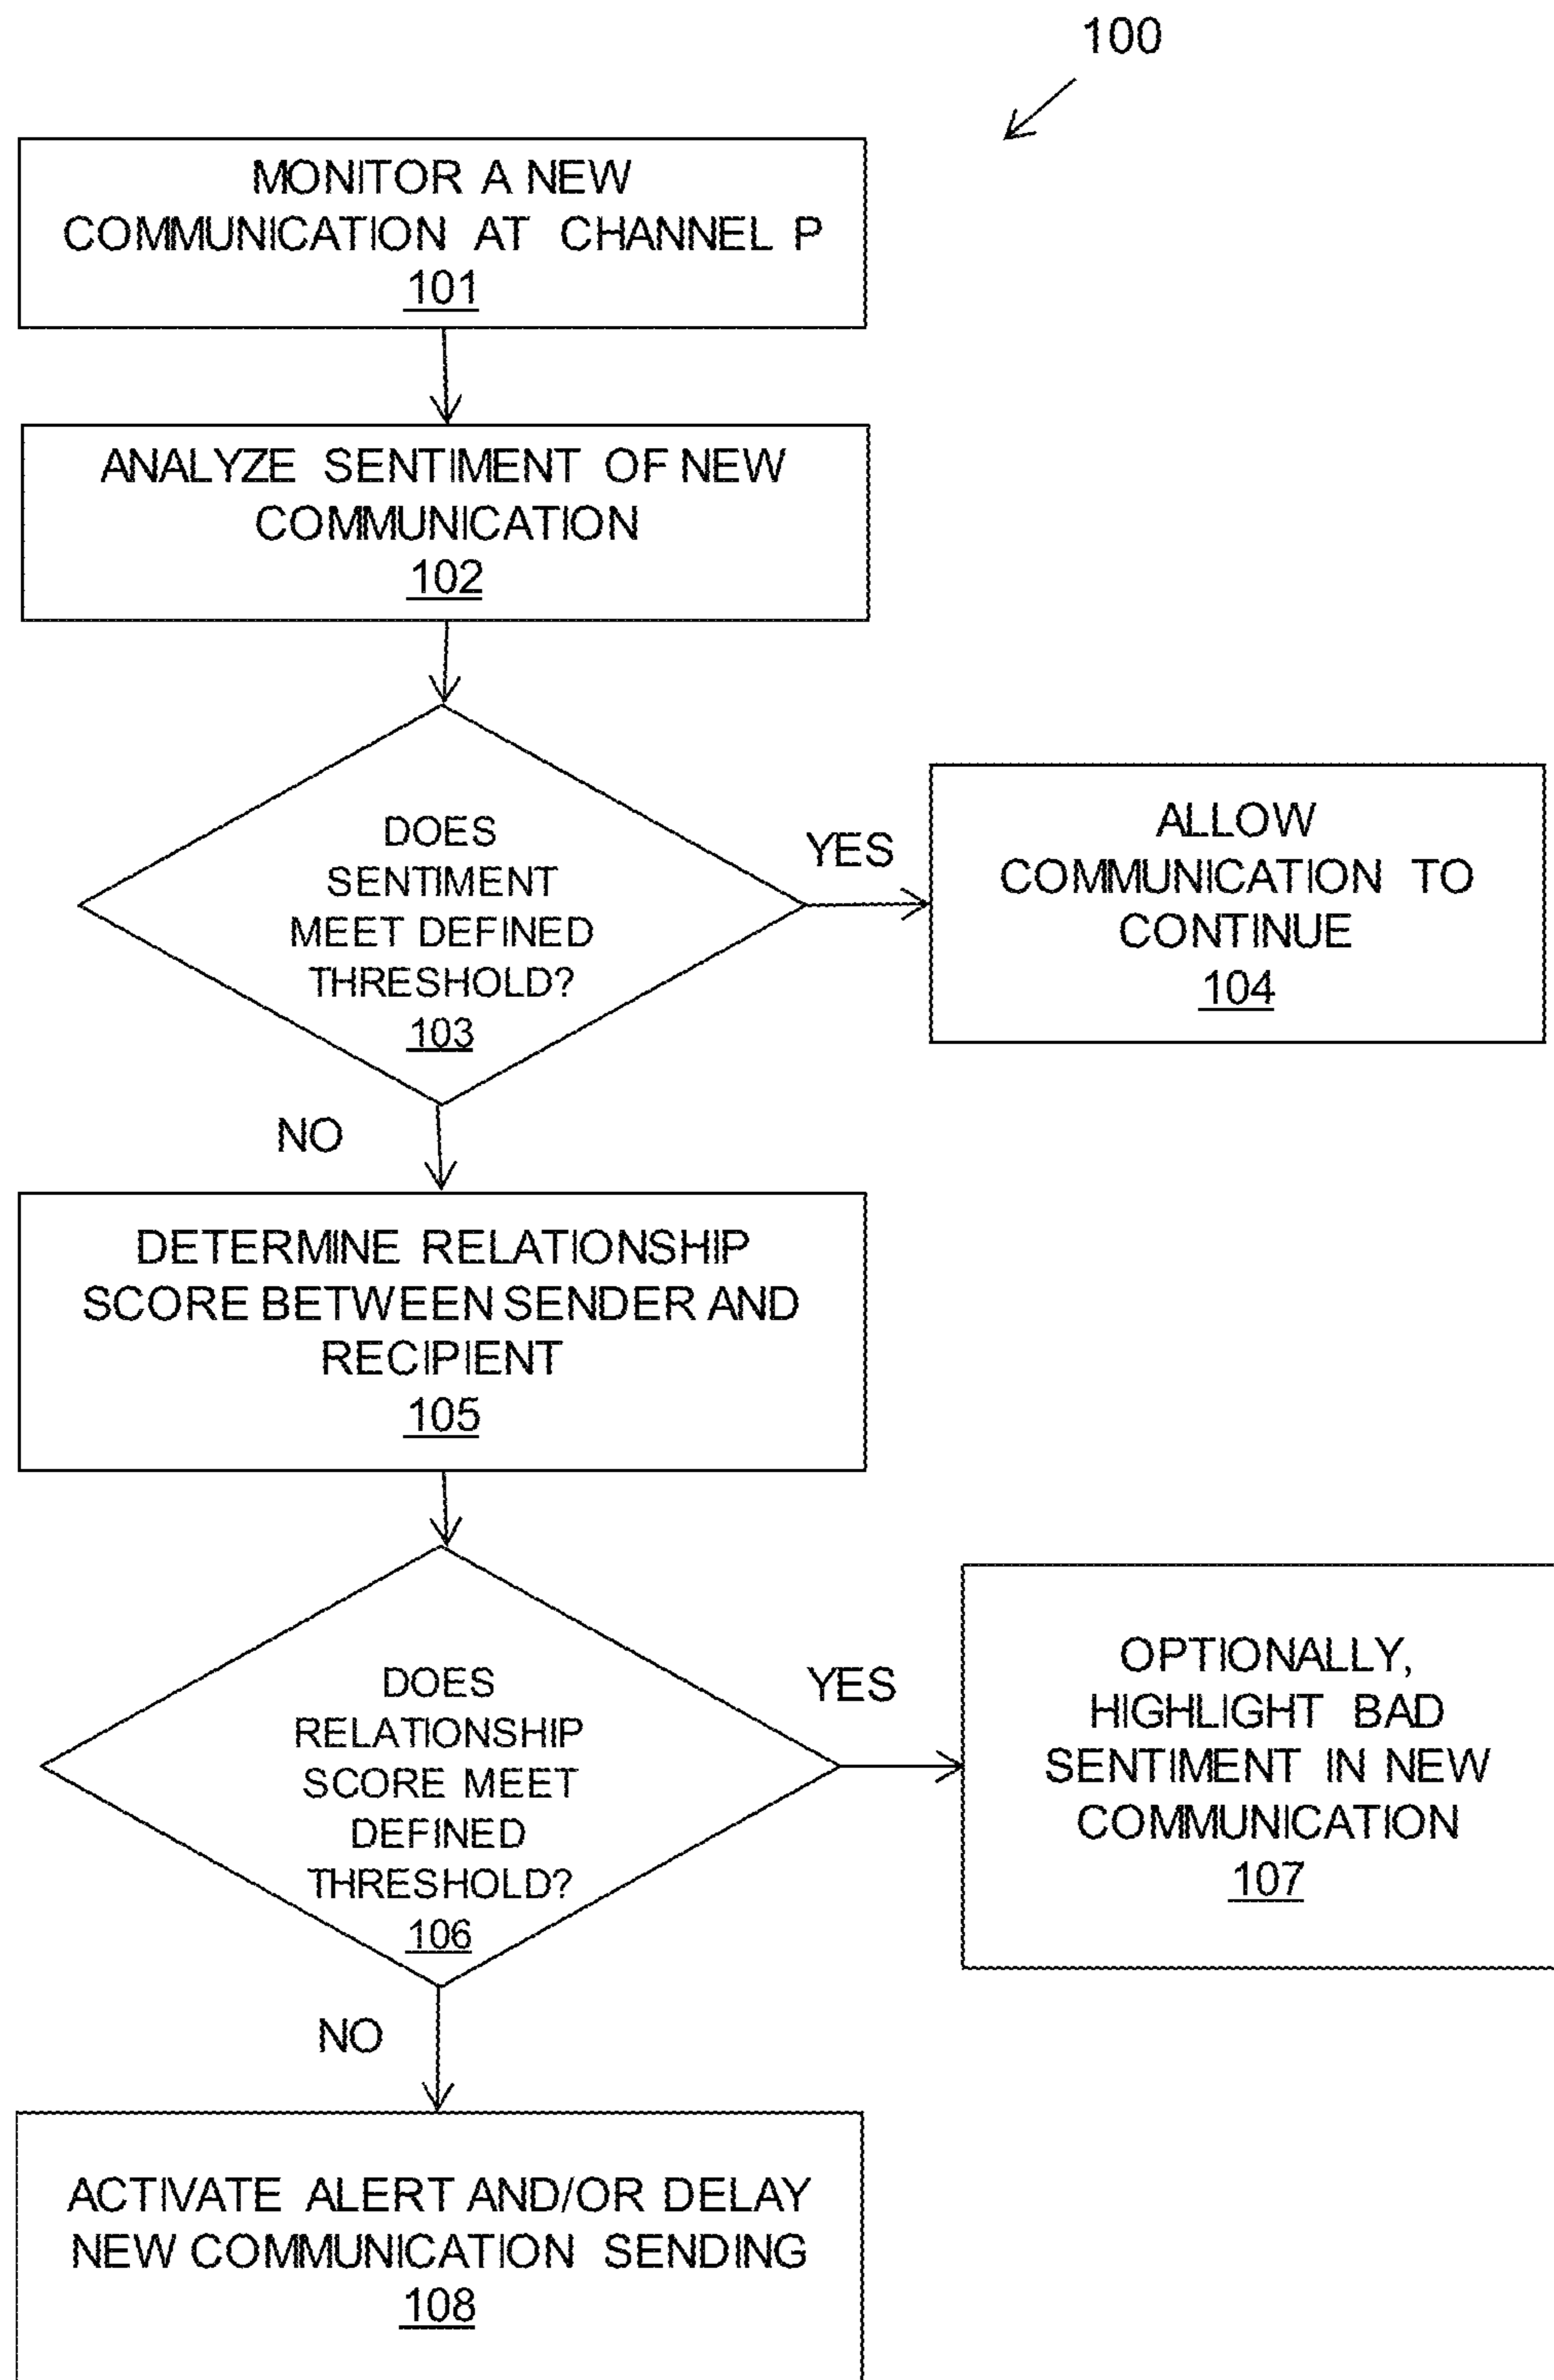 100
MONITOR A NEW
COMMUNICATION AT CHANNEL P
101
ANALYZE SENTIMENT OF NEW
COMMUNICATION
102
DOES
SENTIMENT
MEET DEFINED
THRESHOLD?
103
YES
ALLOW
COMMUNICATION TO
CONTINUE
104
NO
DETERMINE RELATIONSHIP
SCORE BETWEEN SENDER AND
RECIPIENT
105
DOES
RELATIONSHIP
SCORE MEET
DEFINED
THRESHOLD?
106
YES
OPTIONALLY,
HIGHLIGHT BAD
SENTIMENT IN NEW
COMMUNICATION
107
NO
ACTIVATE ALERT AND/OR DELAY
NEW COMMUNICATION SENDING
108